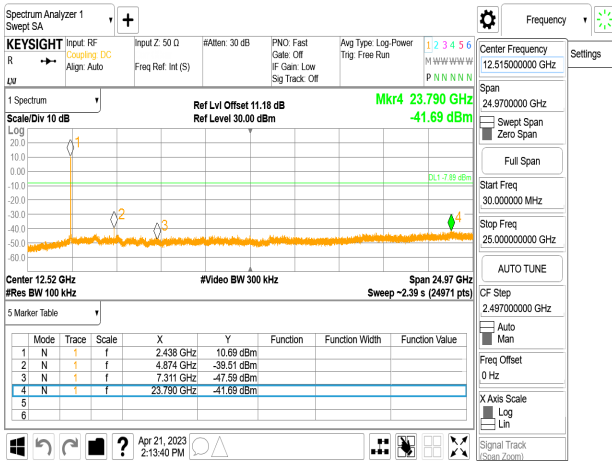 Spectrum Analyzer 1
Swept SA
Frequency
Settings
KEYSIGHT
R
Input: RF
Coupling: DC
Align: Auto
Input Z: 50 Ω
Freq Ref: Int (S)
#Atten: 30 dB
PNO: Fast
Gate: Off
IF Gain: Low
Sig Track: Off
Avg Type: Log-Power
Trig: Free Run
1 2 3 4 5 6
M W W W W W
P N N N N N
1 Spectrum
Scale/Div 10 dB
Ref Lvl Offset 11.18 dB
Ref Level 30.00 dBm
Mkr4 23.790 GHz
-41.69 dBm
Log
20.0
10.0
0.00
-10.0
-20.0
-30.0
-40.0
-50.0
-60.0
1
2
3
4
Center 12.52 GHz
#Res BW 100 kHz
#Video BW 300 kHz
Span 24.97 GHz
Sweep ~2.39 s (24971 pts)
5 Marker Table
Mode Trace Scale X Y Function Function Width Function Value
1 N 1 f 2.438 GHz 10.69 dBm
2 N 1 f 4.874 GHz -39.51 dBm
3 N 1 f 7.311 GHz -47.59 dBm
4 N 1 f 23.790 GHz -41.69 dBm
5
6
Apr 21, 2023
2:13:40 PM
?
Center Frequency
12.515000000 GHz
Span
24.9700000 GHz
Swept Span
Zero Span
Full Span
Start Freq
30.000000 MHz
Stop Freq
25.000000000 GHz
AUTO TUNE
CF Step
2.497000000 GHz
Auto
Man
Freq Offset
0 Hz
X Axis Scale
Log
Lin
Signal Track
(Span Zoom)